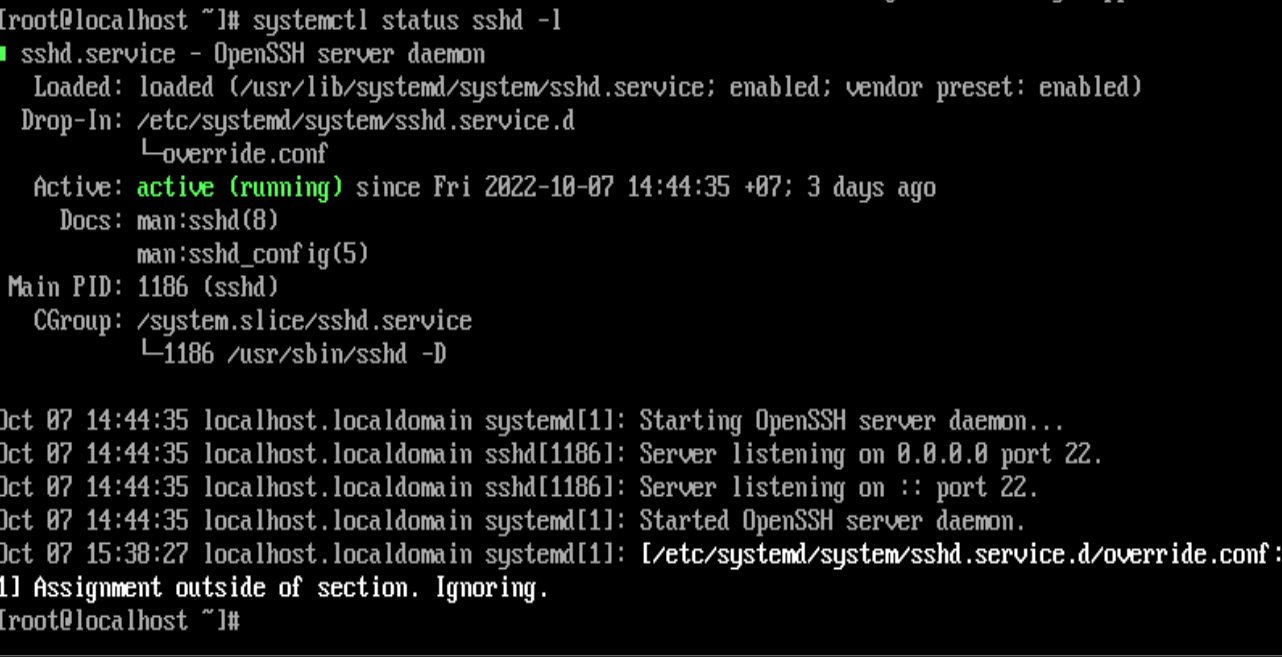 [root@localhost ~]# systemctl status sshd -l
sshd.service - OpenSSH server daemon
Loaded: loaded (/usr/lib/systemd/system/sshd.service; enabled; vendor preset: enabled)
Drop-In: /etc/systemd/system/sshd.service.d
└─override.conf
Active: active (running) since Fri 2022-10-07 14:44:35 +07; 3 days ago
Docs: man:sshd(8)
man:sshd_config(5)
Main PID: 1186 (sshd)
CGroup: /system.slice/sshd.service
└─1186 /usr/sbin/sshd -D
Oct 07 14:44:35 localhost.localdomain systemd[1]: Starting OpenSSH server daemon...
Oct 07 14:44:35 localhost.localdomain sshd[1186]: Server listening on 0.0.0.0 port 22.
Oct 07 14:44:35 localhost.localdomain sshd[1186]: Server listening on :: port 22.
Oct 07 14:44:35 localhost.localdomain systemd[1]: Started OpenSSH server daemon.
Oct 07 15:38:27 localhost.localdomain systemd[1]: [/etc/systemd/system/sshd.service.d/override.conf:
1] Assignment outside of section. Ignoring.
[root@localhost ~]#